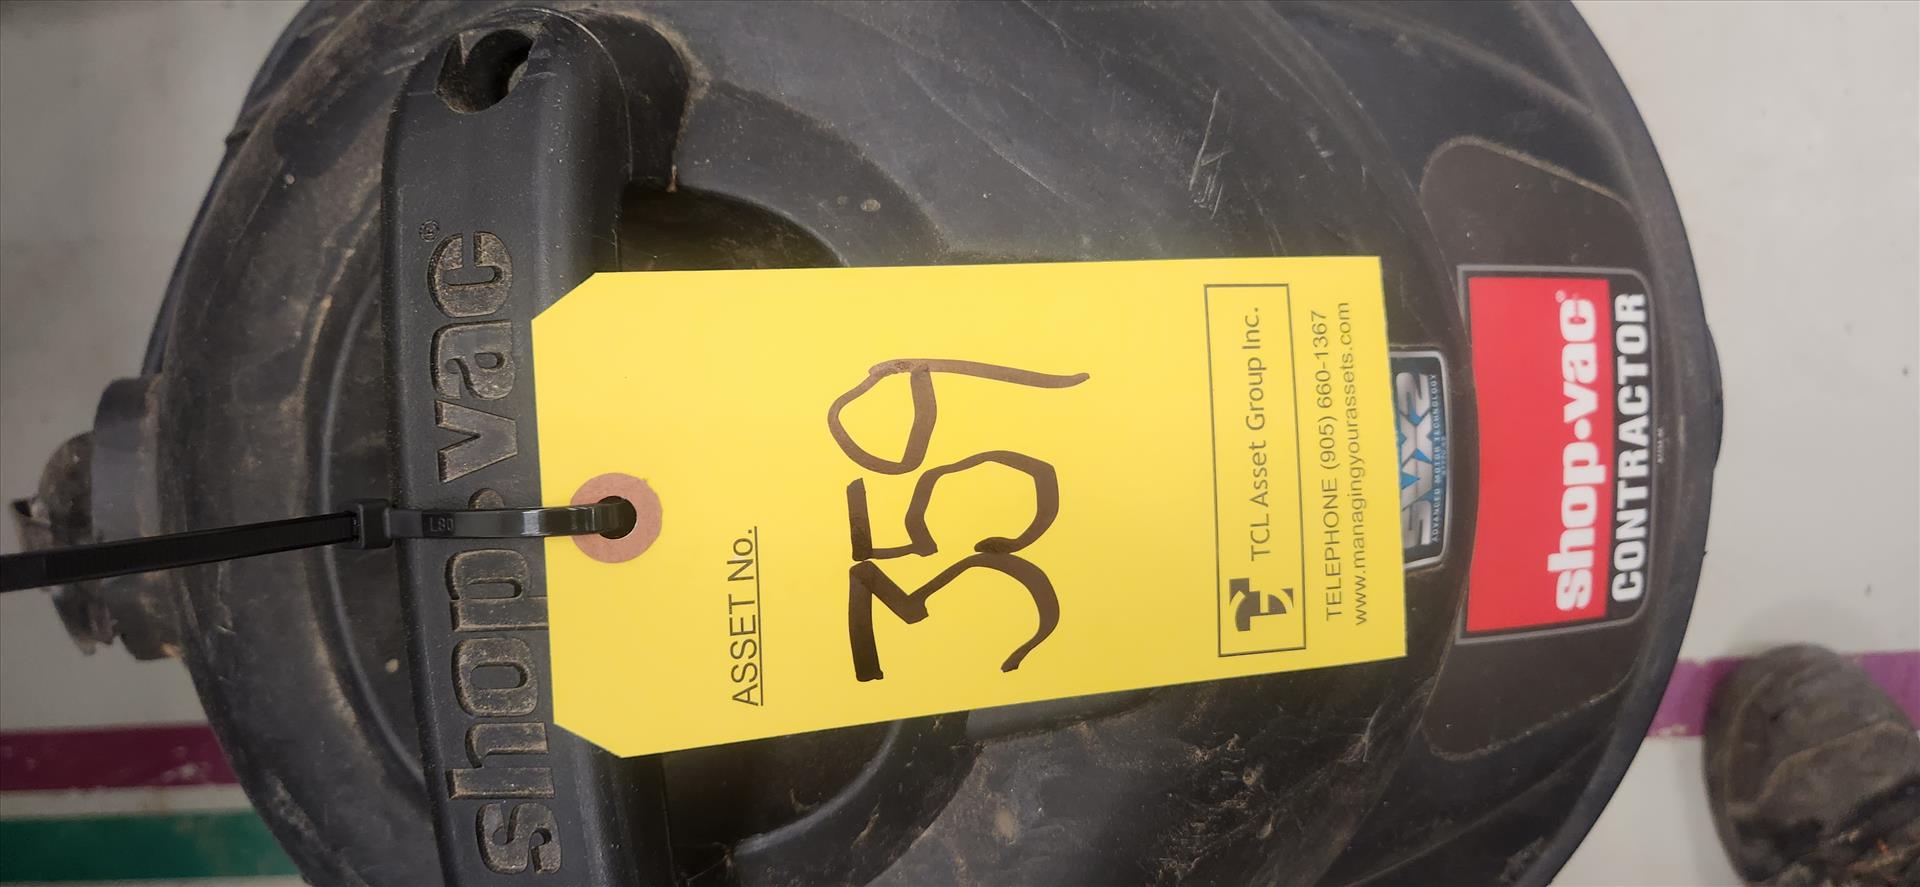 shop·vac®
L80
ASSET No.
359
TCL Asset Group Inc.
TELEPHONE (905) 660-1367
www.managingyourassets.com
SVX2
ADVANCED MOTOR TECHNOLOGY
shop·vac®
CONTRACTOR